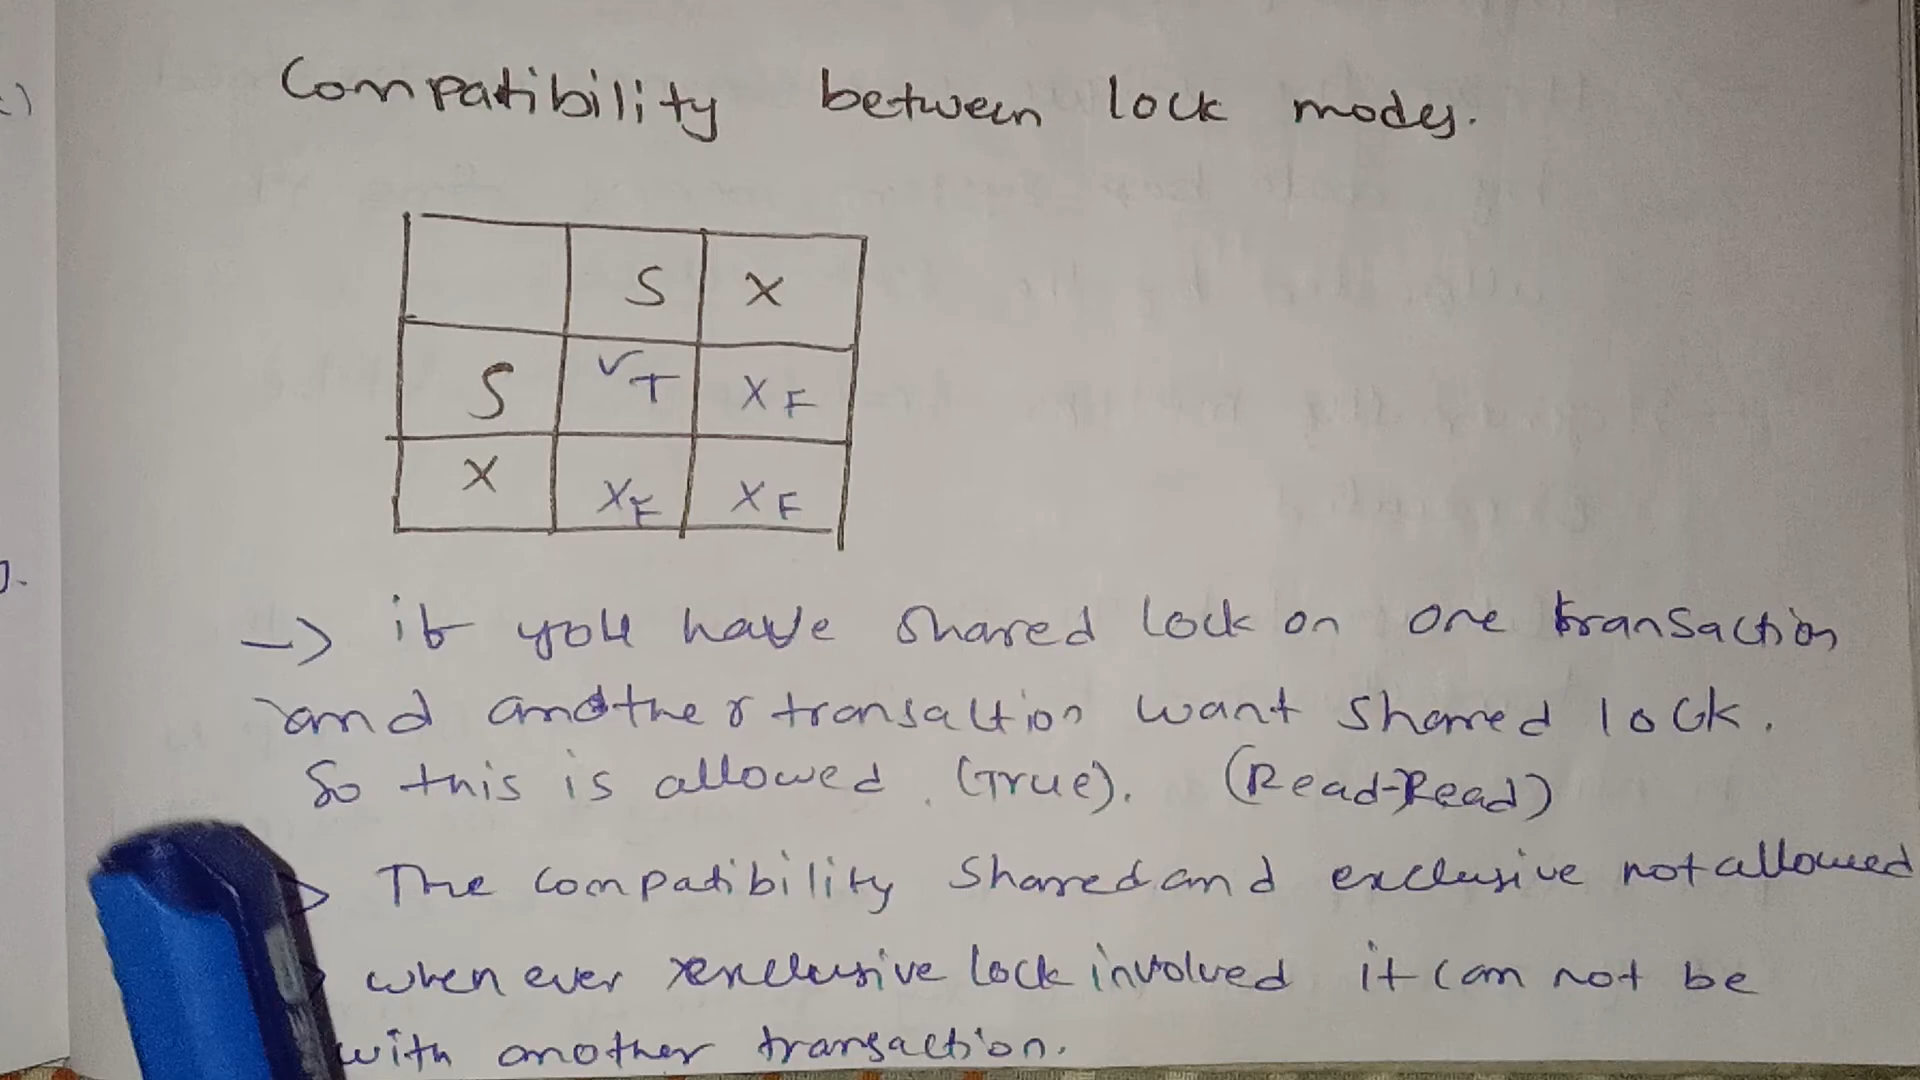 Compatibility between lock modes.
S X
S ✓T X F
X X F X F
-> if you have shared lock on one transaction
and another transaction want shared lock.
So this is allowed. (True). (Read-Read)
> The compatibility shared and exclusive not allowed
when ever exclusive lock involved it can not be
with another transaction.